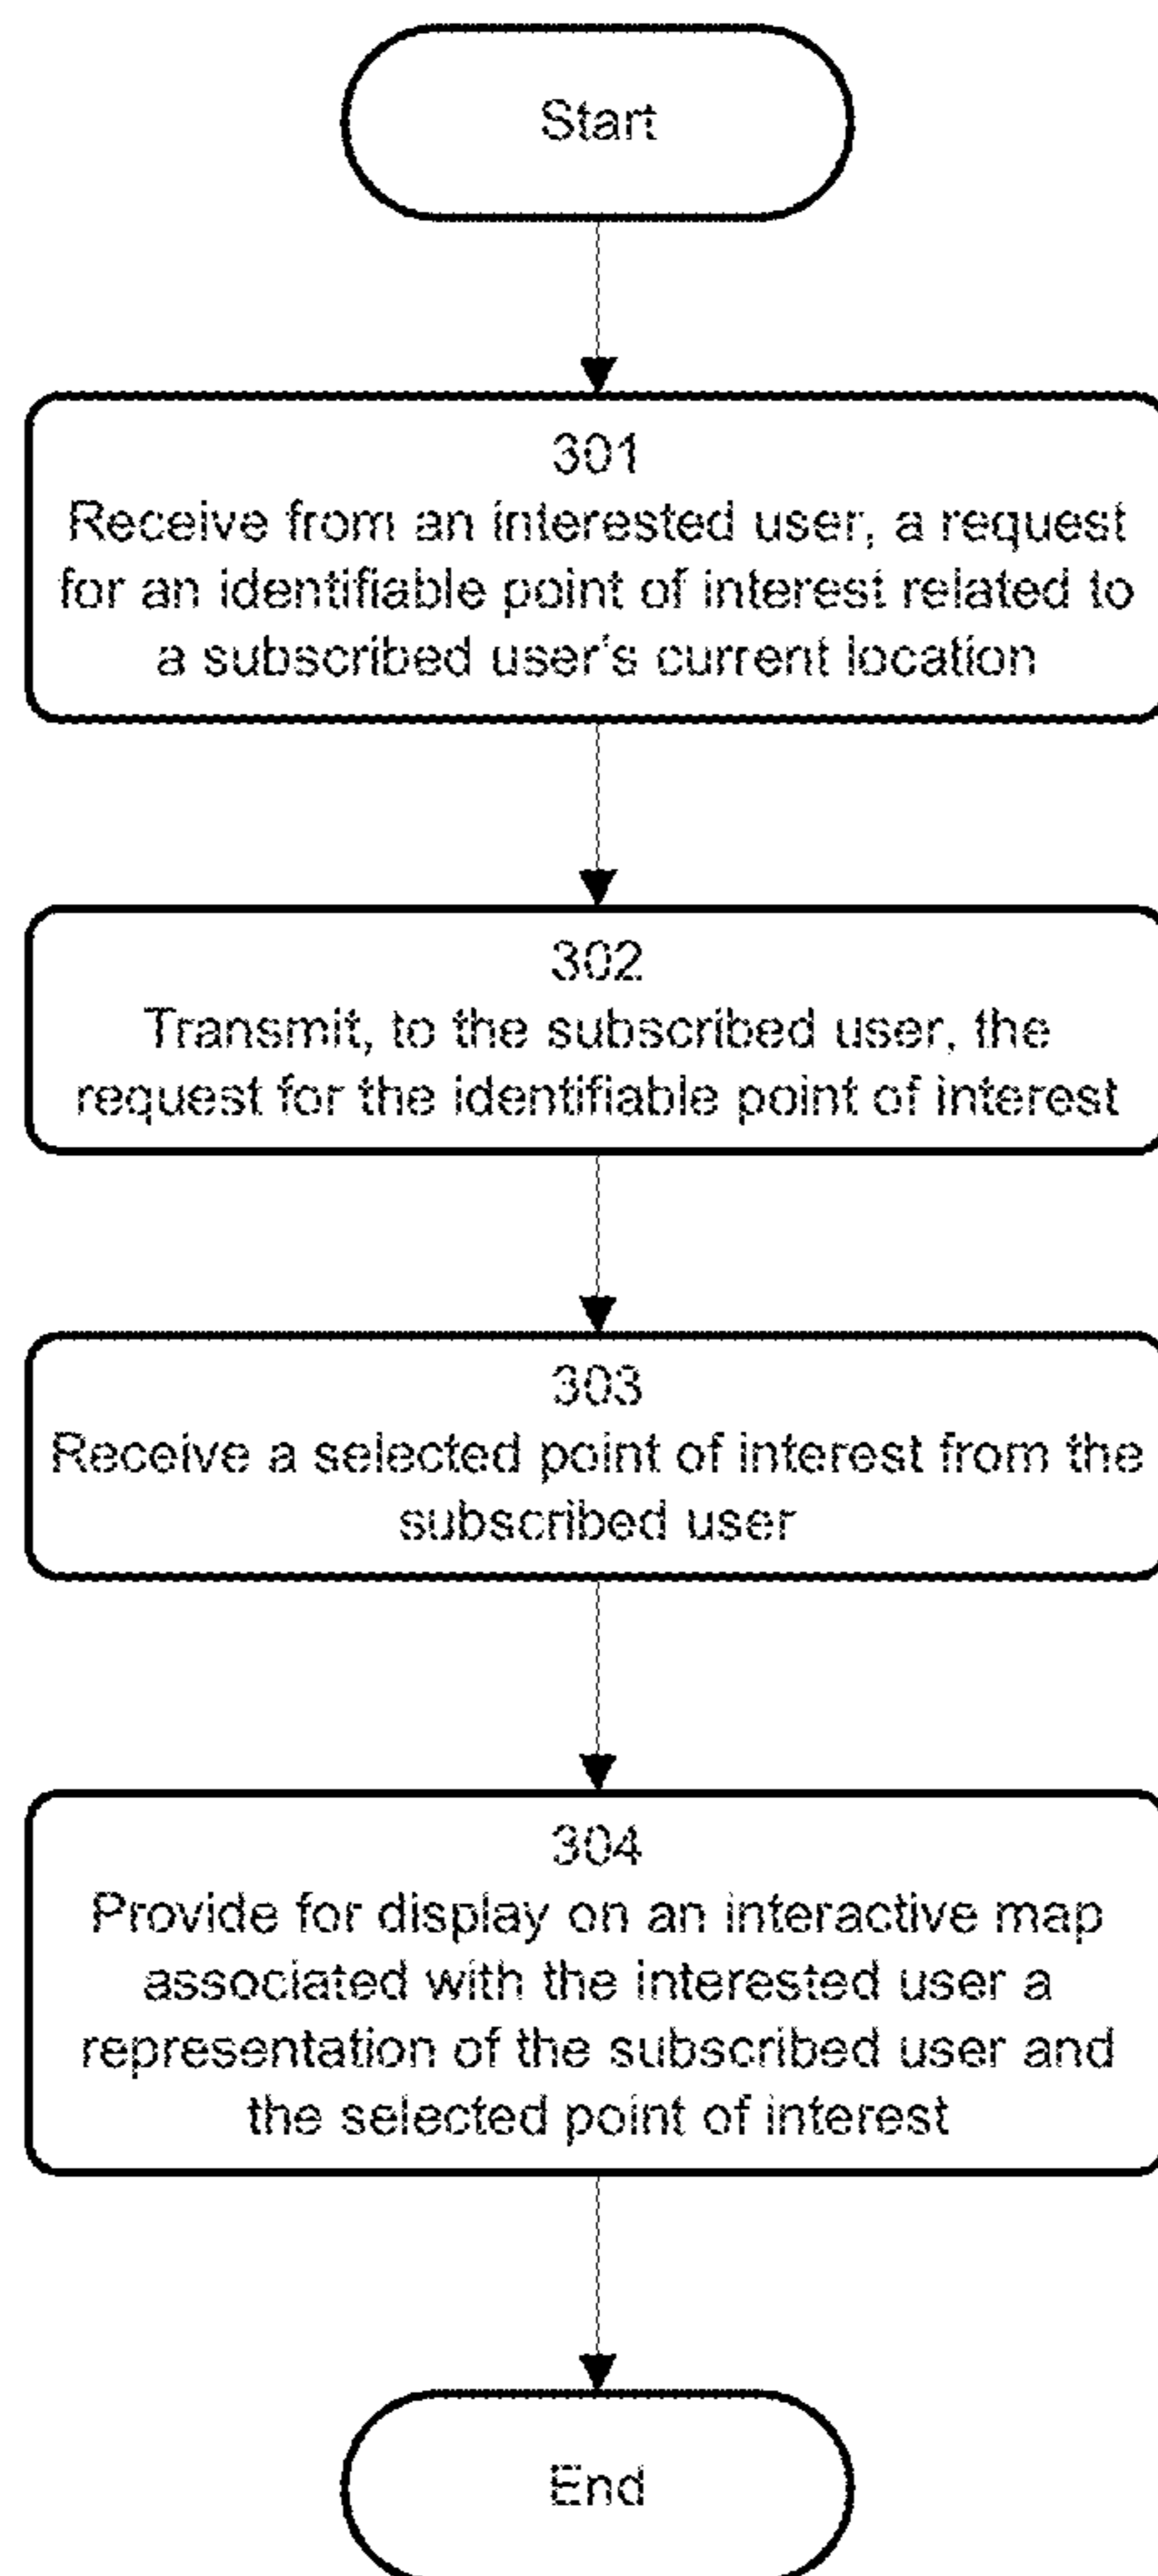 Start
301
Receive from an interested user, a request
for an identifiable point of interest related to
a subscribed user's current location
302
Transmit, to the subscribed user, the
request for the identifiable point of interest
303
Receive a selected point of interest from the
subscribed user
304
Provide for display on an interactive map
associated with the interested user a
representation of the subscribed user and
the selected point of interest
End